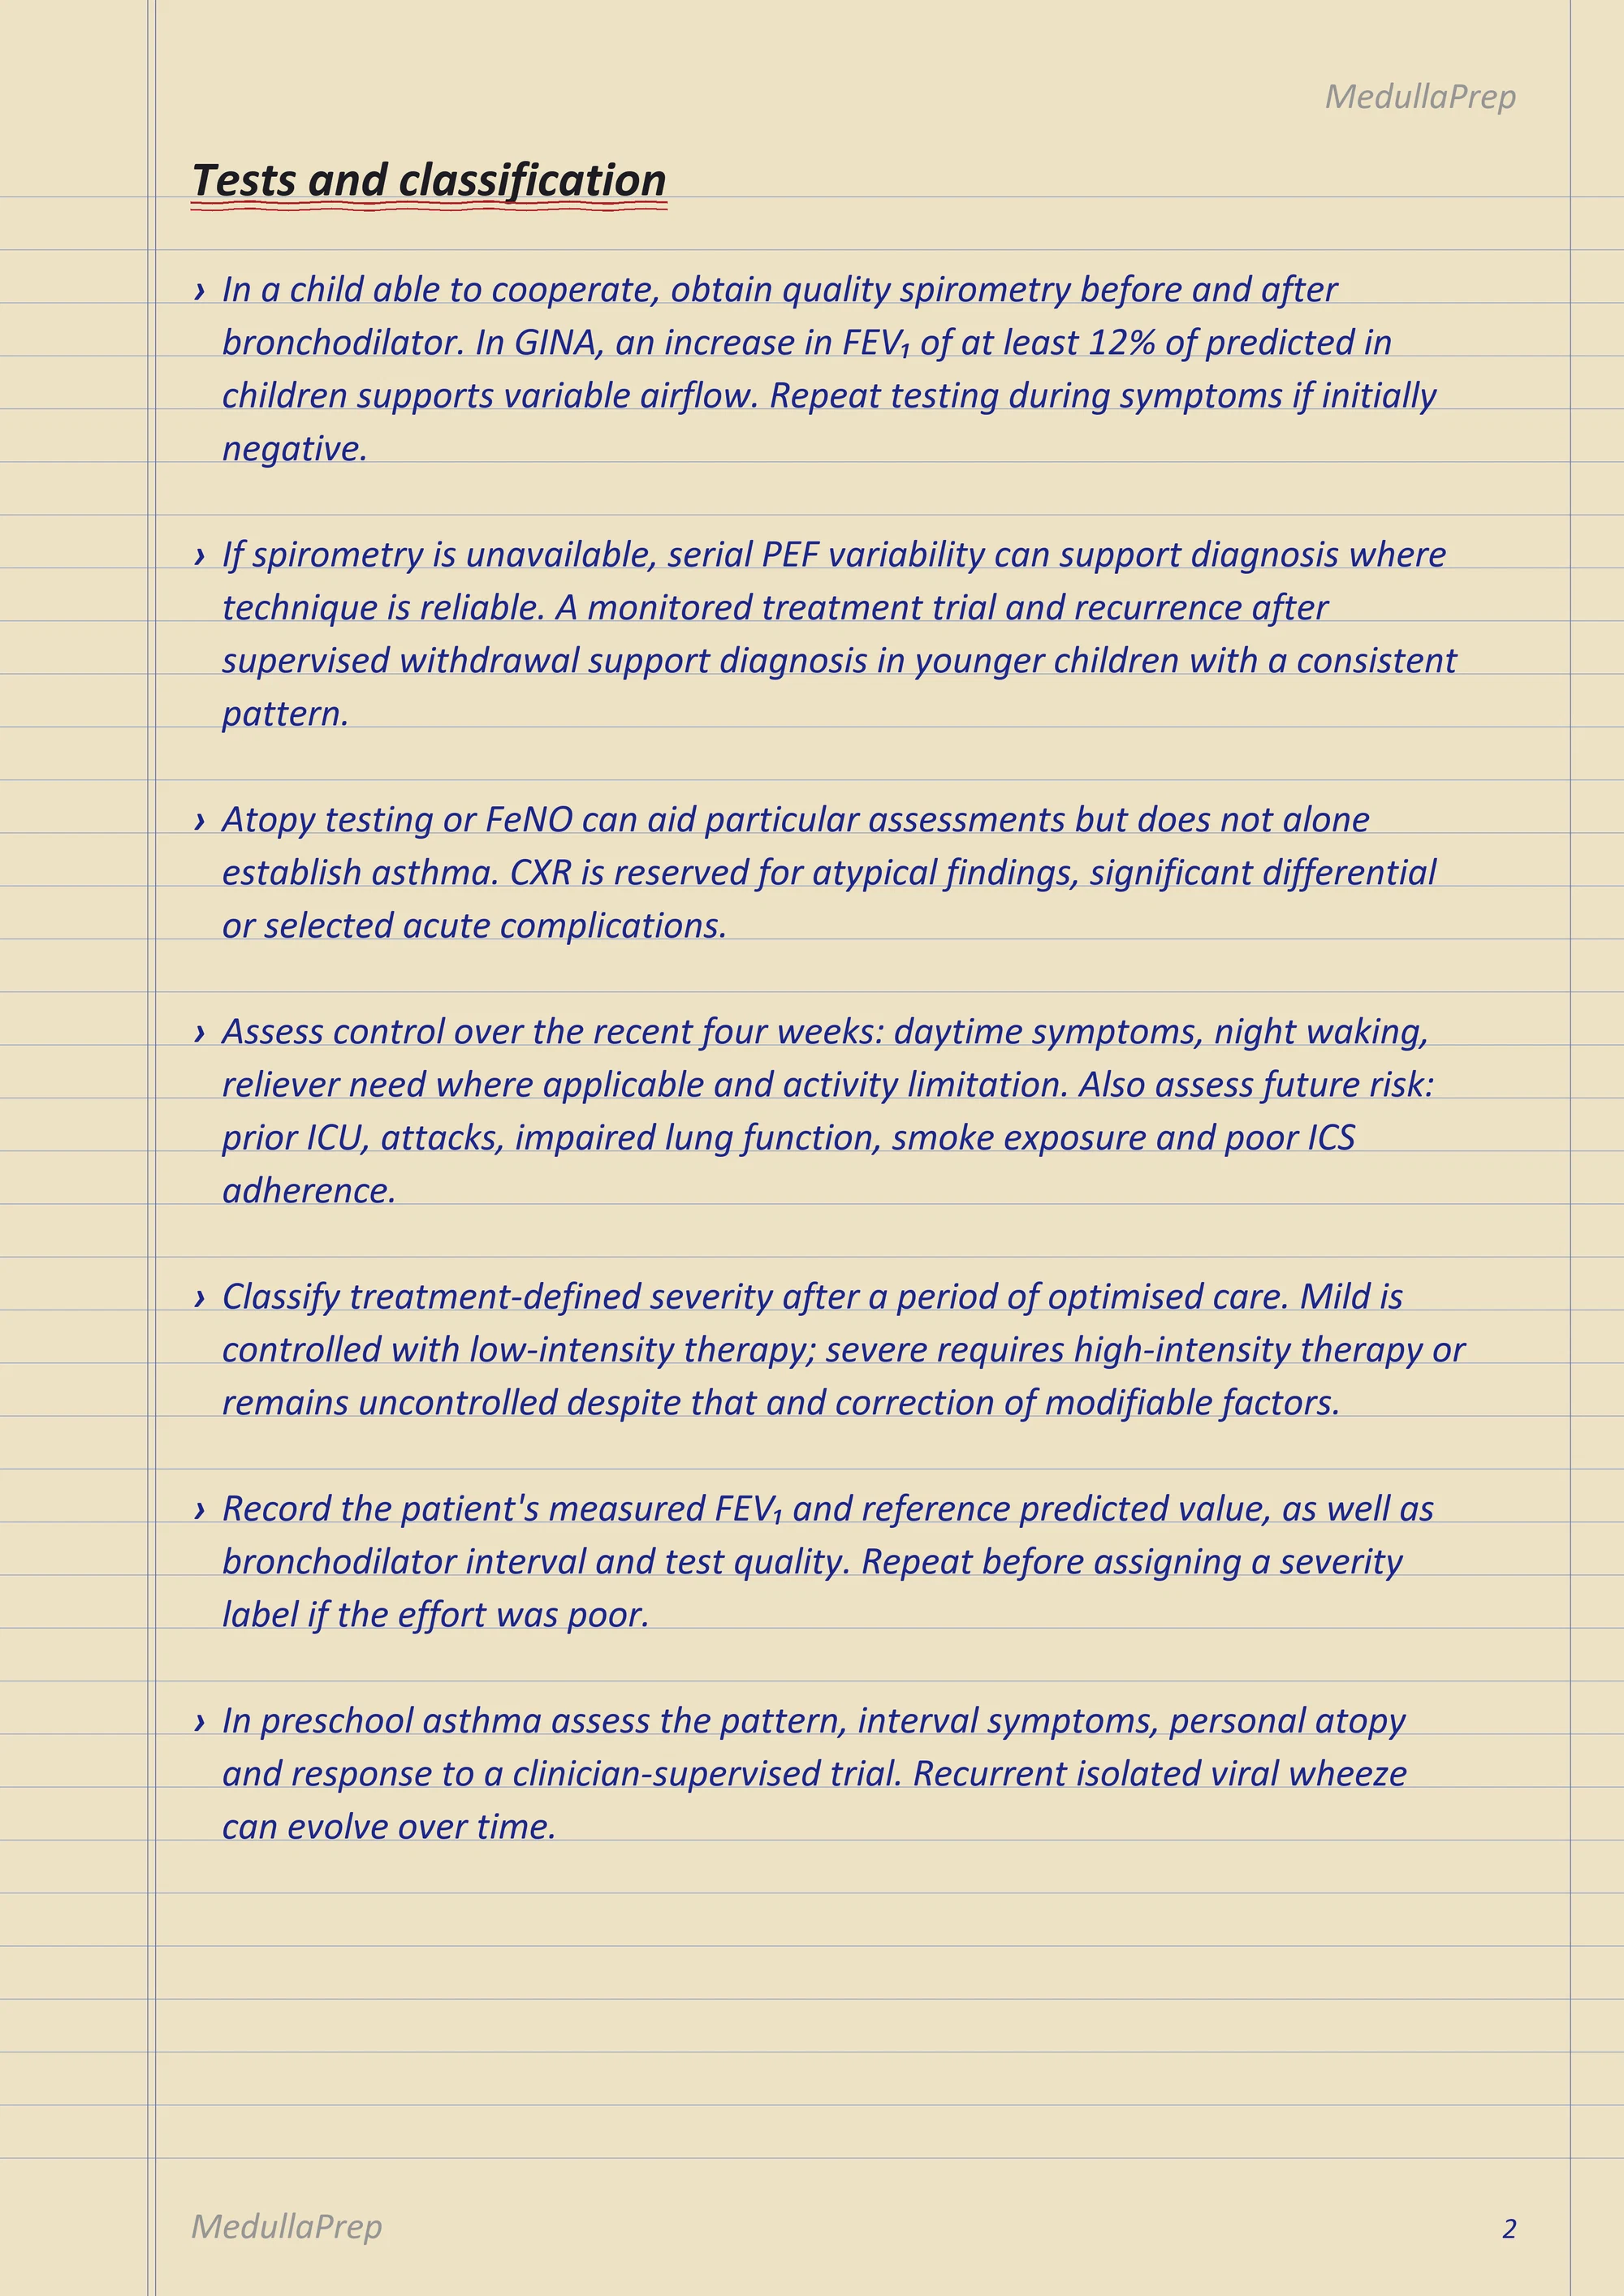 MedullaPrep
Tests and classification
› In a child able to cooperate, obtain quality spirometry before and after
bronchodilator. In GINA, an increase in FEV₁ of at least 12% of predicted in
children supports variable airflow. Repeat testing during symptoms if initially
negative.
› If spirometry is unavailable, serial PEF variability can support diagnosis where
technique is reliable. A monitored treatment trial and recurrence after
supervised withdrawal support diagnosis in younger children with a consistent
pattern.
› Atopy testing or FeNO can aid particular assessments but does not alone
establish asthma. CXR is reserved for atypical findings, significant differential
or selected acute complications.
› Assess control over the recent four weeks: daytime symptoms, night waking,
reliever need where applicable and activity limitation. Also assess future risk:
prior ICU, attacks, impaired lung function, smoke exposure and poor ICS
adherence.
› Classify treatment-defined severity after a period of optimised care. Mild is
controlled with low-intensity therapy; severe requires high-intensity therapy or
remains uncontrolled despite that and correction of modifiable factors.
› Record the patient's measured FEV₁ and reference predicted value, as well as
bronchodilator interval and test quality. Repeat before assigning a severity
label if the effort was poor.
› In preschool asthma assess the pattern, interval symptoms, personal atopy
and response to a clinician-supervised trial. Recurrent isolated viral wheeze
can evolve over time.
MedullaPrep
2